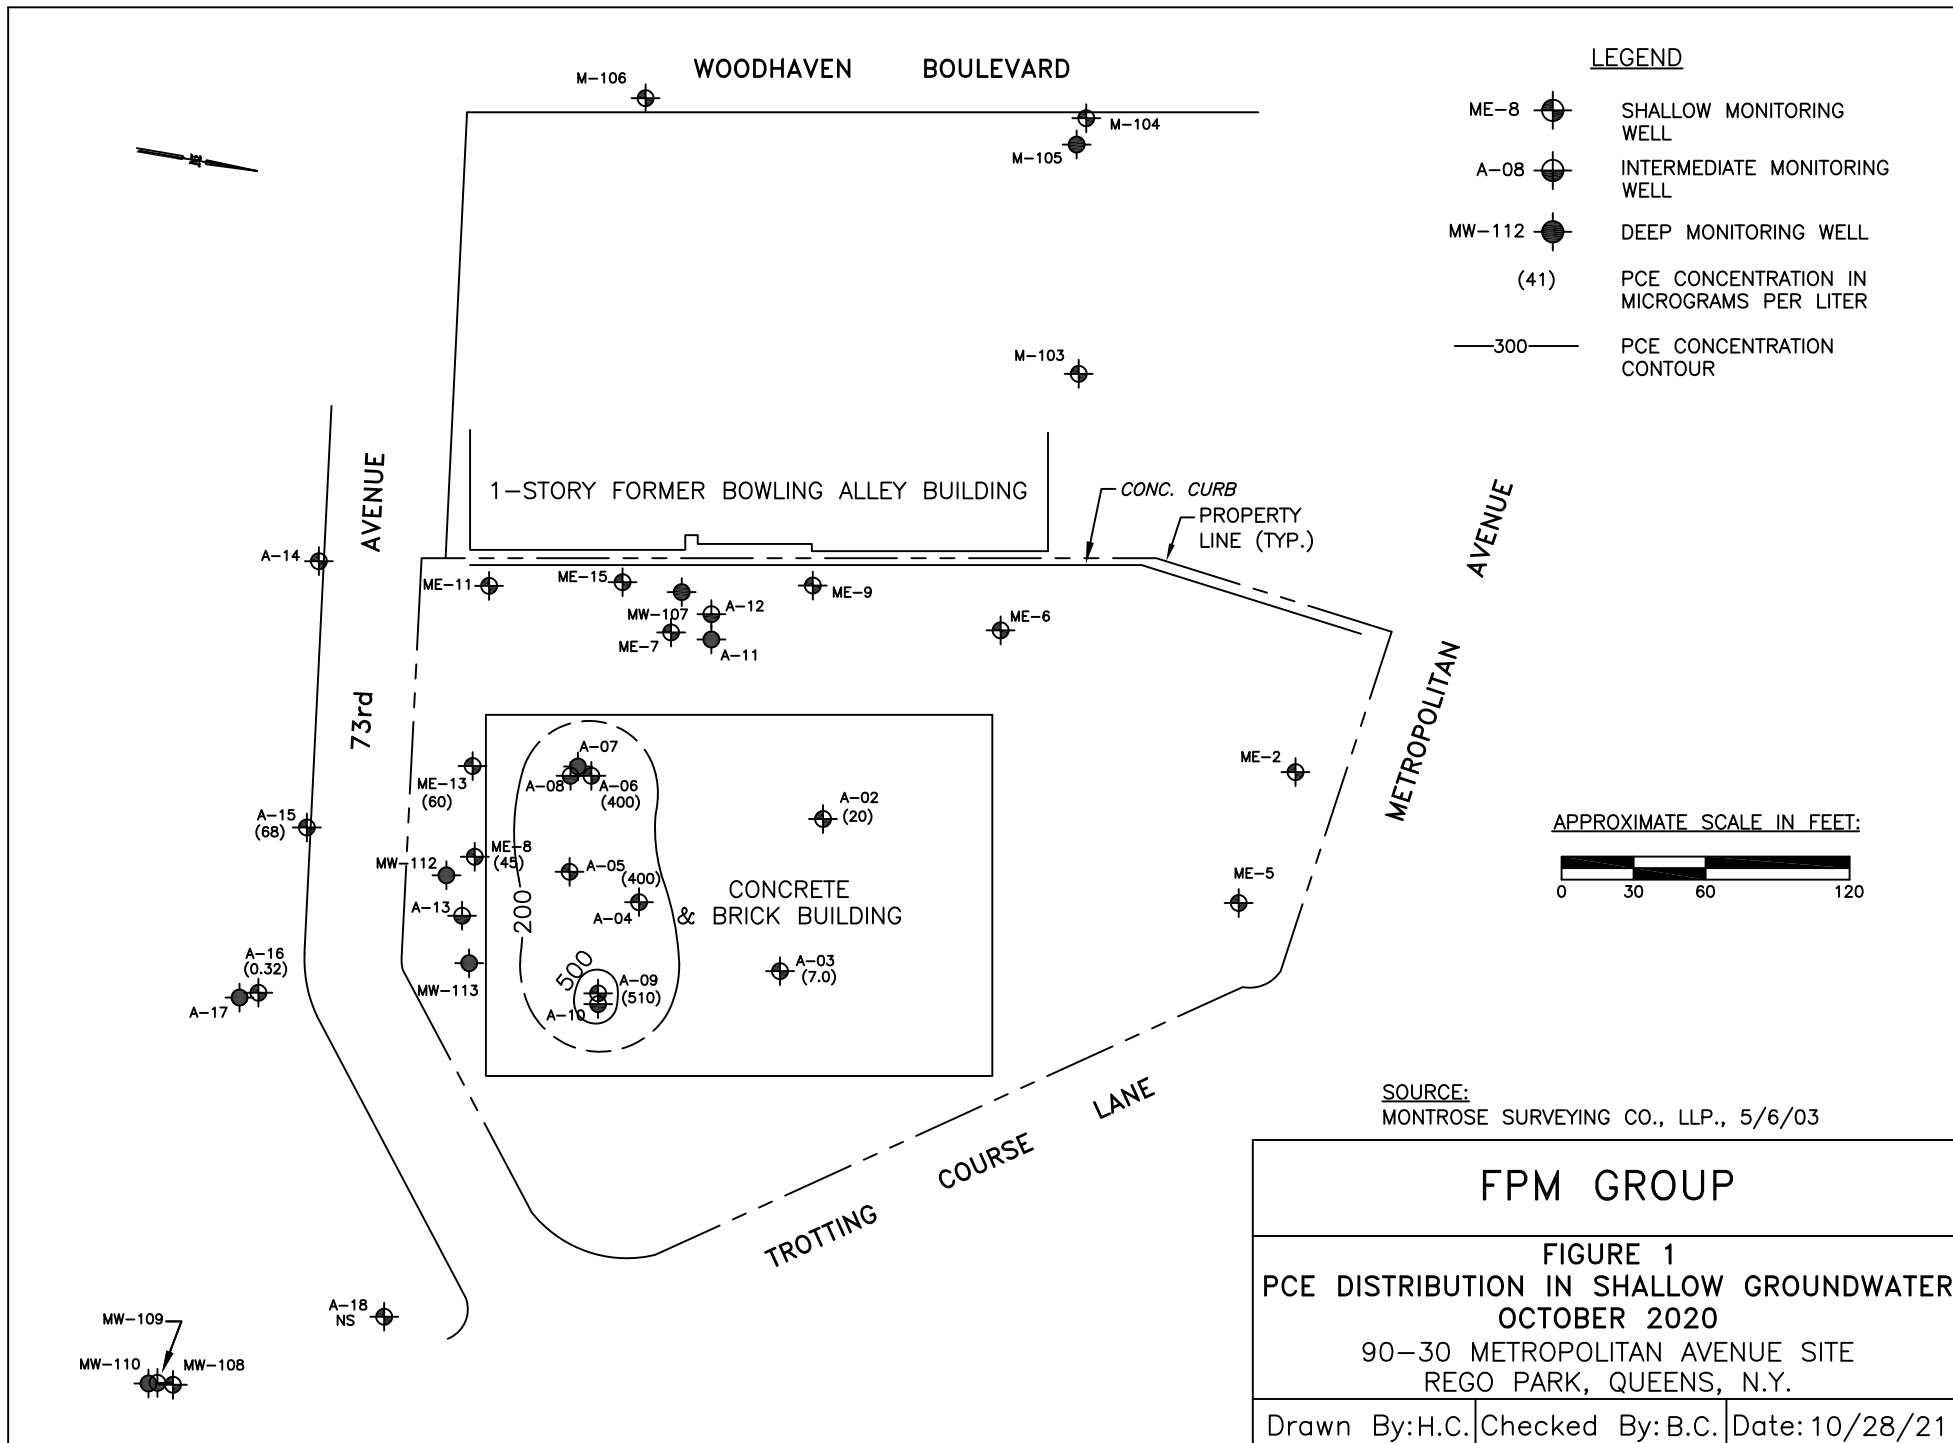 WOODHAVEN BOULEVARD
M-106
M-104
M-105
M-103
LEGEND
ME-8
SHALLOW MONITORING
WELL
A-08
INTERMEDIATE MONITORING
WELL
MW-112
DEEP MONITORING WELL
(41)
PCE CONCENTRATION IN
MICROGRAMS PER LITER
300
PCE CONCENTRATION
CONTOUR
73rd AVENUE
1-STORY FORMER BOWLING ALLEY BUILDING
CONC. CURB
PROPERTY
LINE (TYP.)
METROPOLITAN AVENUE
A-14
ME-11
ME-15
MW-107
ME-7
A-12
A-11
ME-9
ME-6
ME-2
ME-5
A-07
A-08
A-06
(400)
ME-13
(60)
A-15
(68)
A-02
(20)
ME-8
(45)
MW-112
A-05
(400)
A-04
A-13
200
CONCRETE
& BRICK BUILDING
A-16
(0.32)
A-17
MW-113
500
A-09
(510)
A-10
A-03
(7.0)
APPROXIMATE SCALE IN FEET:
0 30 60 120
TROTTING COURSE LANE
A-18
NS
MW-109
MW-110
MW-108
SOURCE:
MONTROSE SURVEYING CO., LLP., 5/6/03
FPM GROUP
FIGURE 1
PCE DISTRIBUTION IN SHALLOW GROUNDWATER
OCTOBER 2020
90-30 METROPOLITAN AVENUE SITE
REGO PARK, QUEENS, N.Y.
Drawn By: H.C. Checked By: B.C. Date: 10/28/21